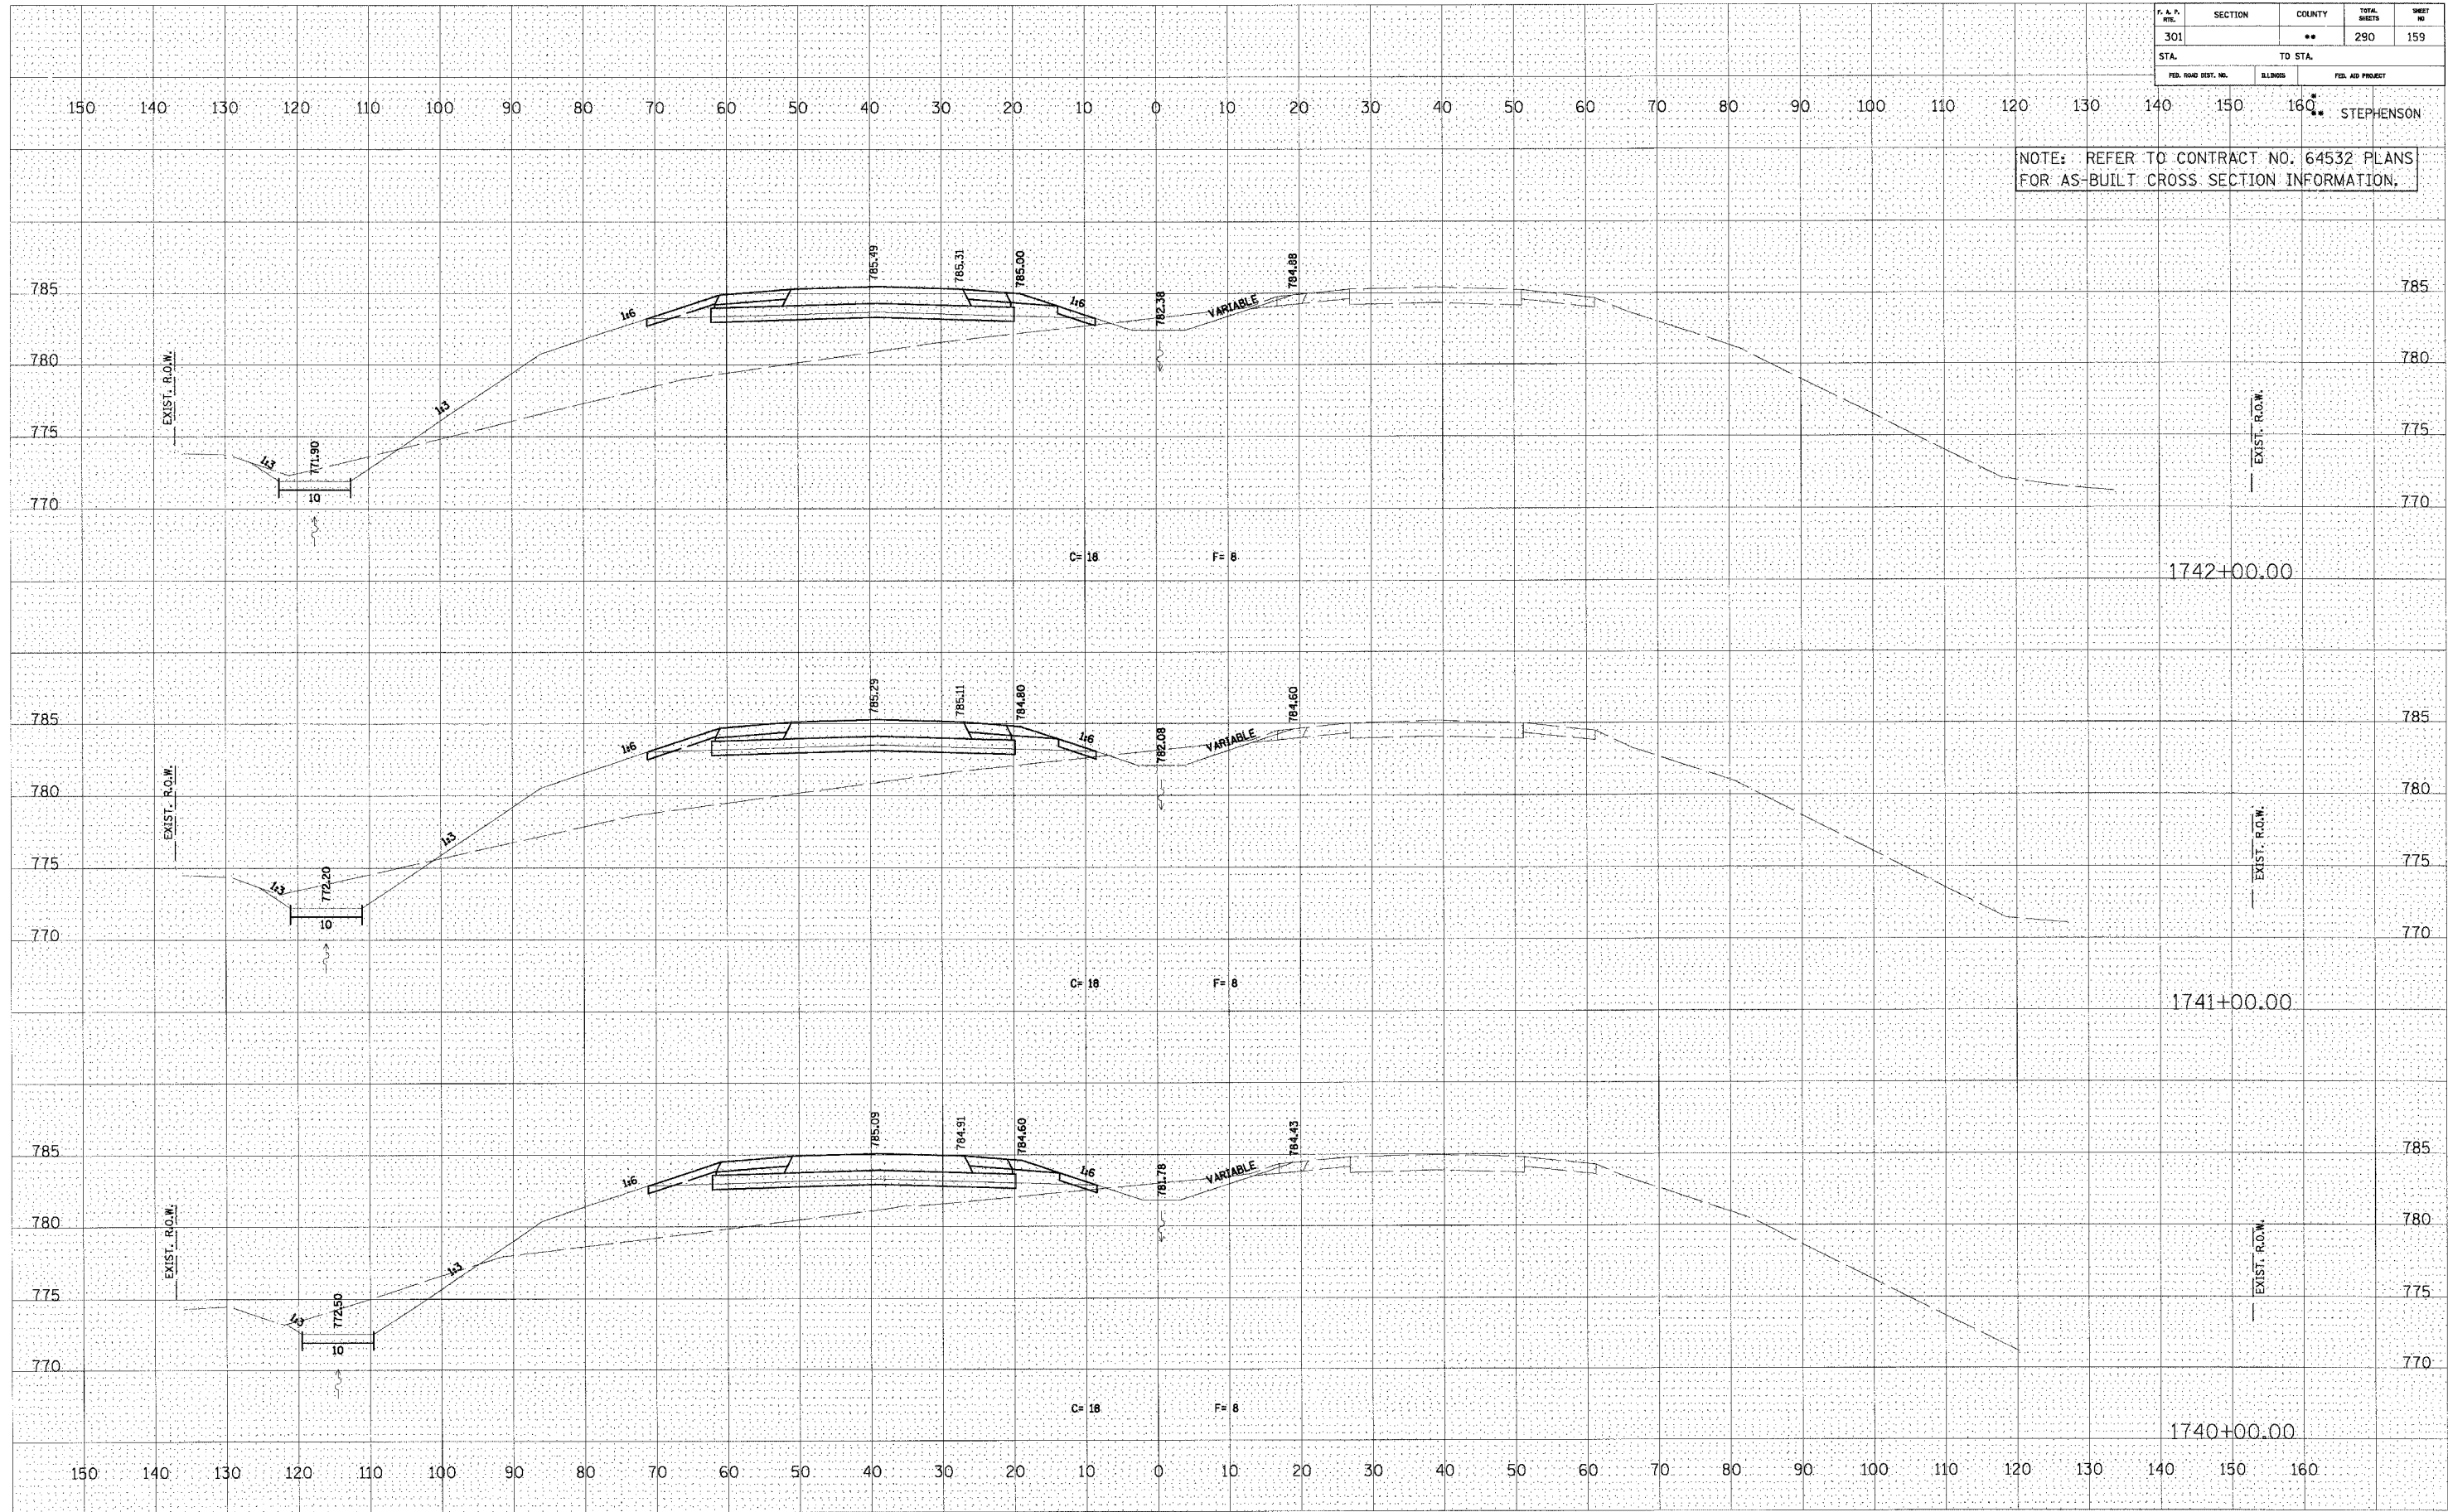 F. A. P. RTE. SECTION COUNTY TOTAL SHEETS SHEET NO
301 ** 290 159
STA. TO STA.
FED. ROAD DIST. NO. ILLINOIS FED. AID PROJECT
150 140 130 120 110 100 90 80 70 60 50 40 30 20 10 0 10 20 30 40 50 60 70 80 90 100 110 120 130 140 150 160
*
** STEPHENSON
NOTE: REFER TO CONTRACT NO. 64532 PLANS
FOR AS-BUILT CROSS SECTION INFORMATION.
785.49 785.31 785.00 782.38 784.88
785 785
1:6 1:6 VARIABLE
780 780
EXIST. R.O.W. 1:3 EXIST. R.O.W.
775 775
1:3 771.90
10
770 770
C= 18 F= 8
1742+00.00
785.29 785.11 784.80 782.08 784.60
785 785
1:6 1:6 VARIABLE
780 780
EXIST. R.O.W. 1:3 EXIST. R.O.W.
775 775
1:3 772.20
10
770 770
C= 18 F= 8
1741+00.00
785.09 784.91 784.60 781.78 784.43
785 785
1:6 1:6 VARIABLE
780 780
EXIST. R.O.W. 1:3 EXIST. R.O.W.
775 775
1:3 772.50
10
770 770
C= 18 F= 8
1740+00.00
150 140 130 120 110 100 90 80 70 60 50 40 30 20 10 0 10 20 30 40 50 60 70 80 90 100 110 120 130 140 150 160